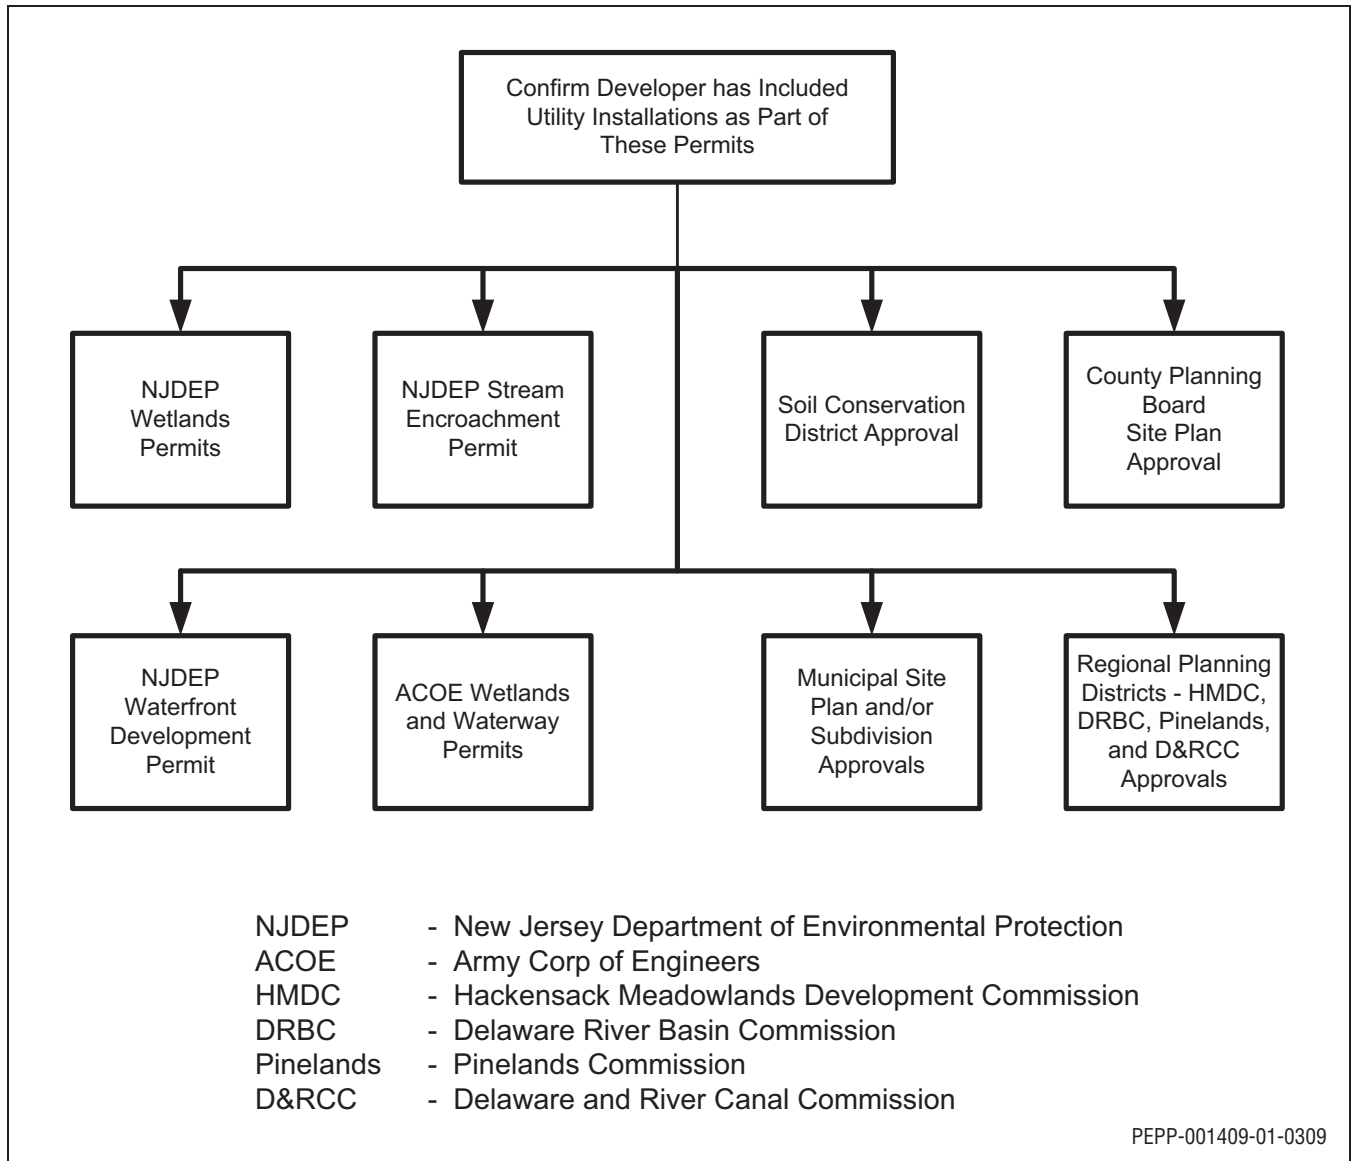 Confirm Developer has Included
Utility Installations as Part of
These Permits
NJDEP
Wetlands
Permits
NJDEP Stream
Encroachment
Permit
Soil Conservation
District Approval
County Planning
Board
Site Plan
Approval
NJDEP
Waterfront
Development
Permit
ACOE Wetlands
and Waterway
Permits
Municipal Site
Plan and/or
Subdivision
Approvals
Regional Planning
Districts - HMDC,
DRBC, Pinelands,
and D&RCC
Approvals
NJDEP - New Jersey Department of Environmental Protection
ACOE - Army Corp of Engineers
HMDC - Hackensack Meadowlands Development Commission
DRBC - Delaware River Basin Commission
Pinelands - Pinelands Commission
D&RCC - Delaware and River Canal Commission
PEPP-001409-01-0309